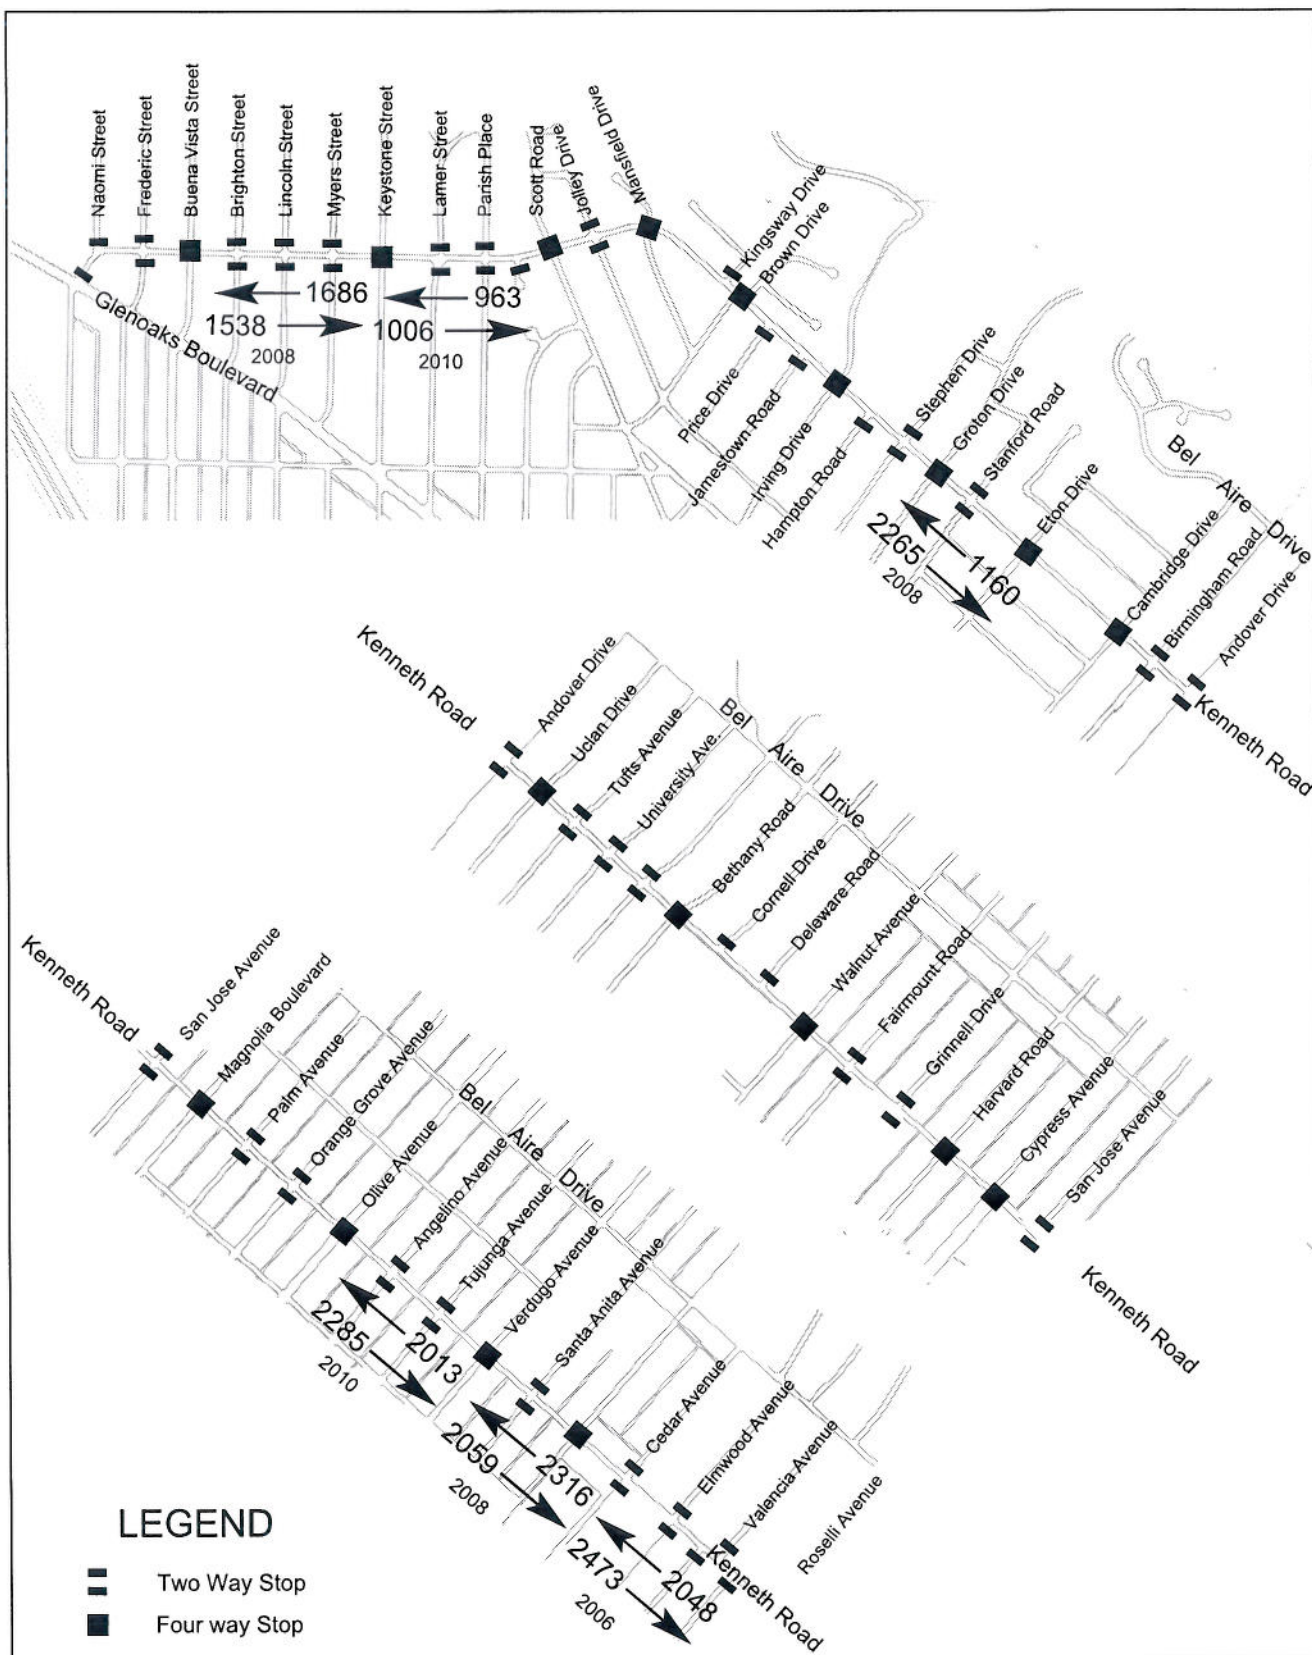 Naomi Street
Frederic Street
Buena Vista Street
Brighton Street
Lincoln Street
Myers Street
Keystone Street
Lamer Street
Parish Place
Scott Road
Jolley Drive
Mansfield Drive
Kingsway Drive
Brown Drive
Glenoaks Boulevard
1686
1538
2008
963
1006
2010
Price Drive
Jamestown Road
Irving Drive
Hampton Road
Stephen Drive
Groton Drive
Stanford Road
Eton Drive
Cambridge Drive
Birmingham Road
Andover Drive
Bel Aire Drive
2265
1160
2008
Kenneth Road
Kenneth Road
Andover Drive
Uclan Drive
Tufts Avenue
University Ave.
Bel Aire Drive
Bethany Road
Cornell Drive
Deleware Road
Walnut Avenue
Fairmount Road
Grinnell Drive
Harvard Road
Cypress Avenue
San Jose Avenue
Kenneth Road
Kenneth Road
San Jose Avenue
Magnolia Boulevard
Palm Avenue
Orange Grove Avenue
Olive Avenue
Bel Aire Drive
Angelino Avenue
Tujunga Avenue
Verdugo Avenue
Santa Anita Avenue
Cedar Avenue
Elmwood Avenue
Valencia Avenue
Roselli Avenue
2285
2013
2010
2059
2316
2008
2473
2048
2006
Kenneth Road
LEGEND
Two Way Stop
Four way Stop